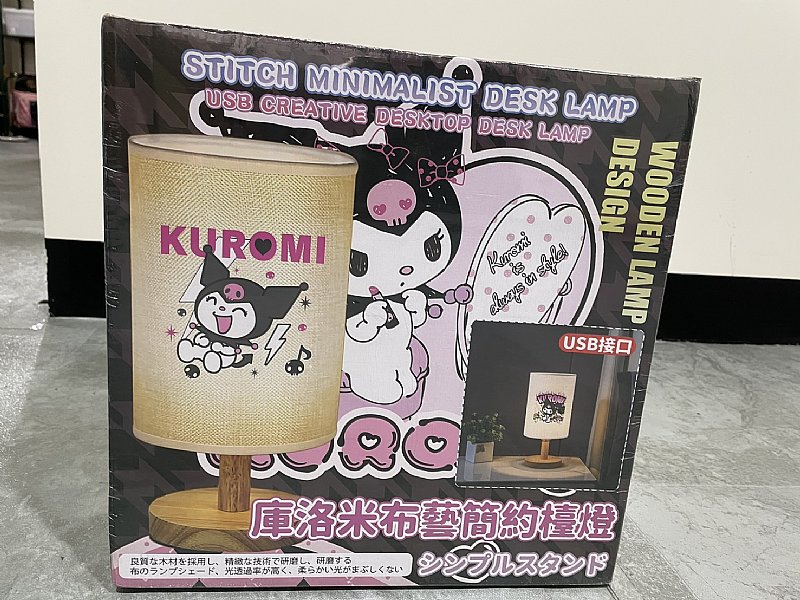 STITCH MINIMALIST DESK LAMP
USB CREATIVE DESKTOP DESK LAMP
WOODEN LAMP
DESIGN
KUROMI
Kuromi
is
always in style!
USB接口
KUROMI
UROM
庫洛米布藝簡約檯燈
シンプルスタンド
良質な木材を採用し、精緻な技術で研磨し、研磨する
布のランプシェード、光透過率が高く、柔らかい光がまぶしくない